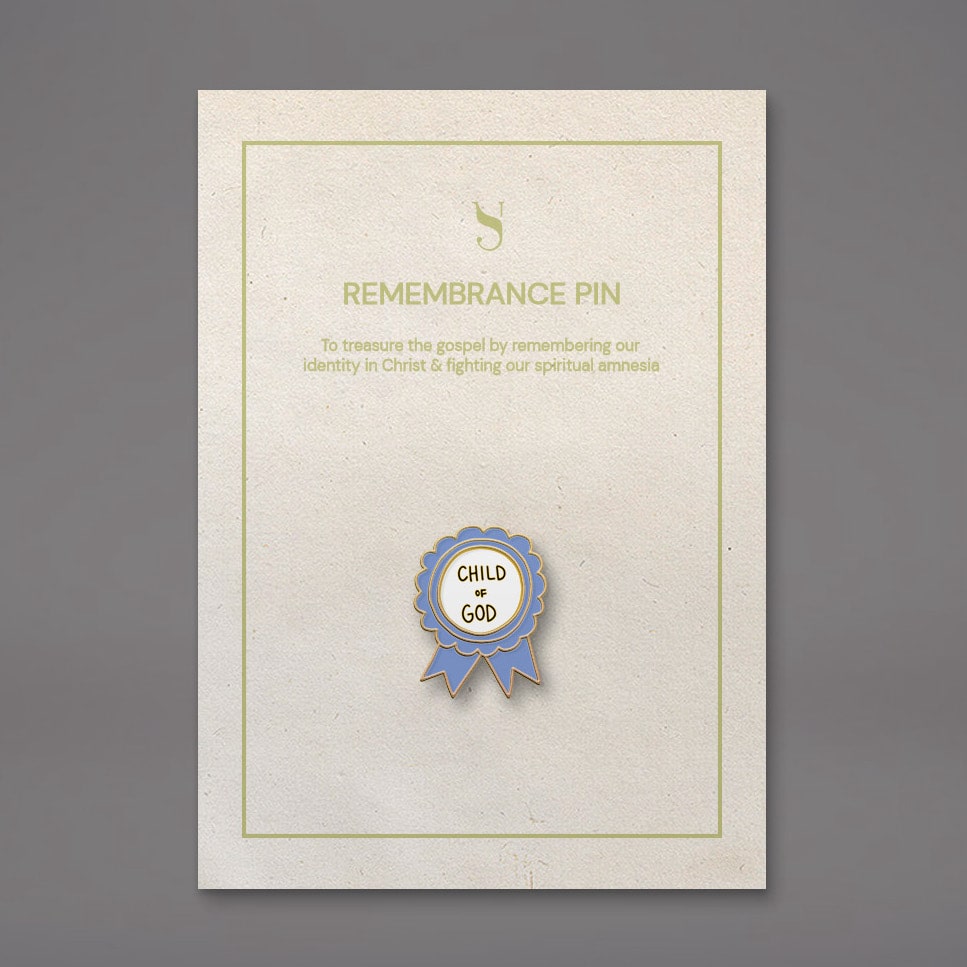 REMEMBRANCE PIN
To treasure the gospel by remembering our
identity in Christ & fighting our spiritual amnesia
CHILD
OF
GOD